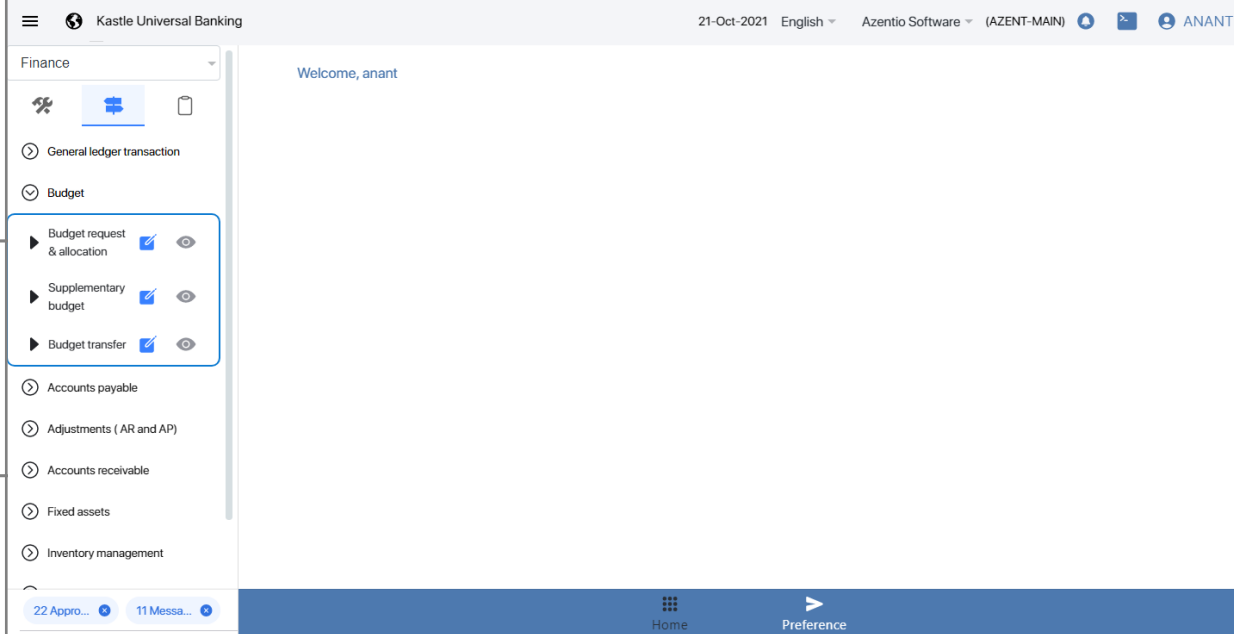 Kastle Universal Banking
21-Oct-2021 English Azentio Software (AZENT-MAIN) ANANT
Finance
Welcome, anant
General ledger transaction
Budget
Budget request
& allocation
Supplementary
budget
Budget transfer
Accounts payable
Adjustments ( AR and AP)
Accounts receivable
Fixed assets
Inventory management
22 Appro... 11 Messa...
Home
Preference